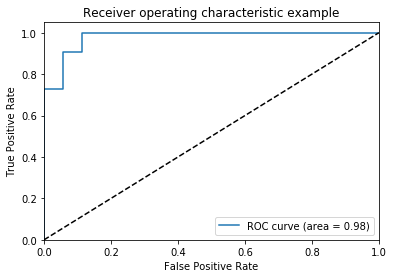 Receiver operating characteristic example
True Positive Rate
1.0
0.8
0.6
0.4
0.2
0.0
ROC curve (area = 0.98)
0.0 0.2 0.4 0.6 0.8 1.0
False Positive Rate